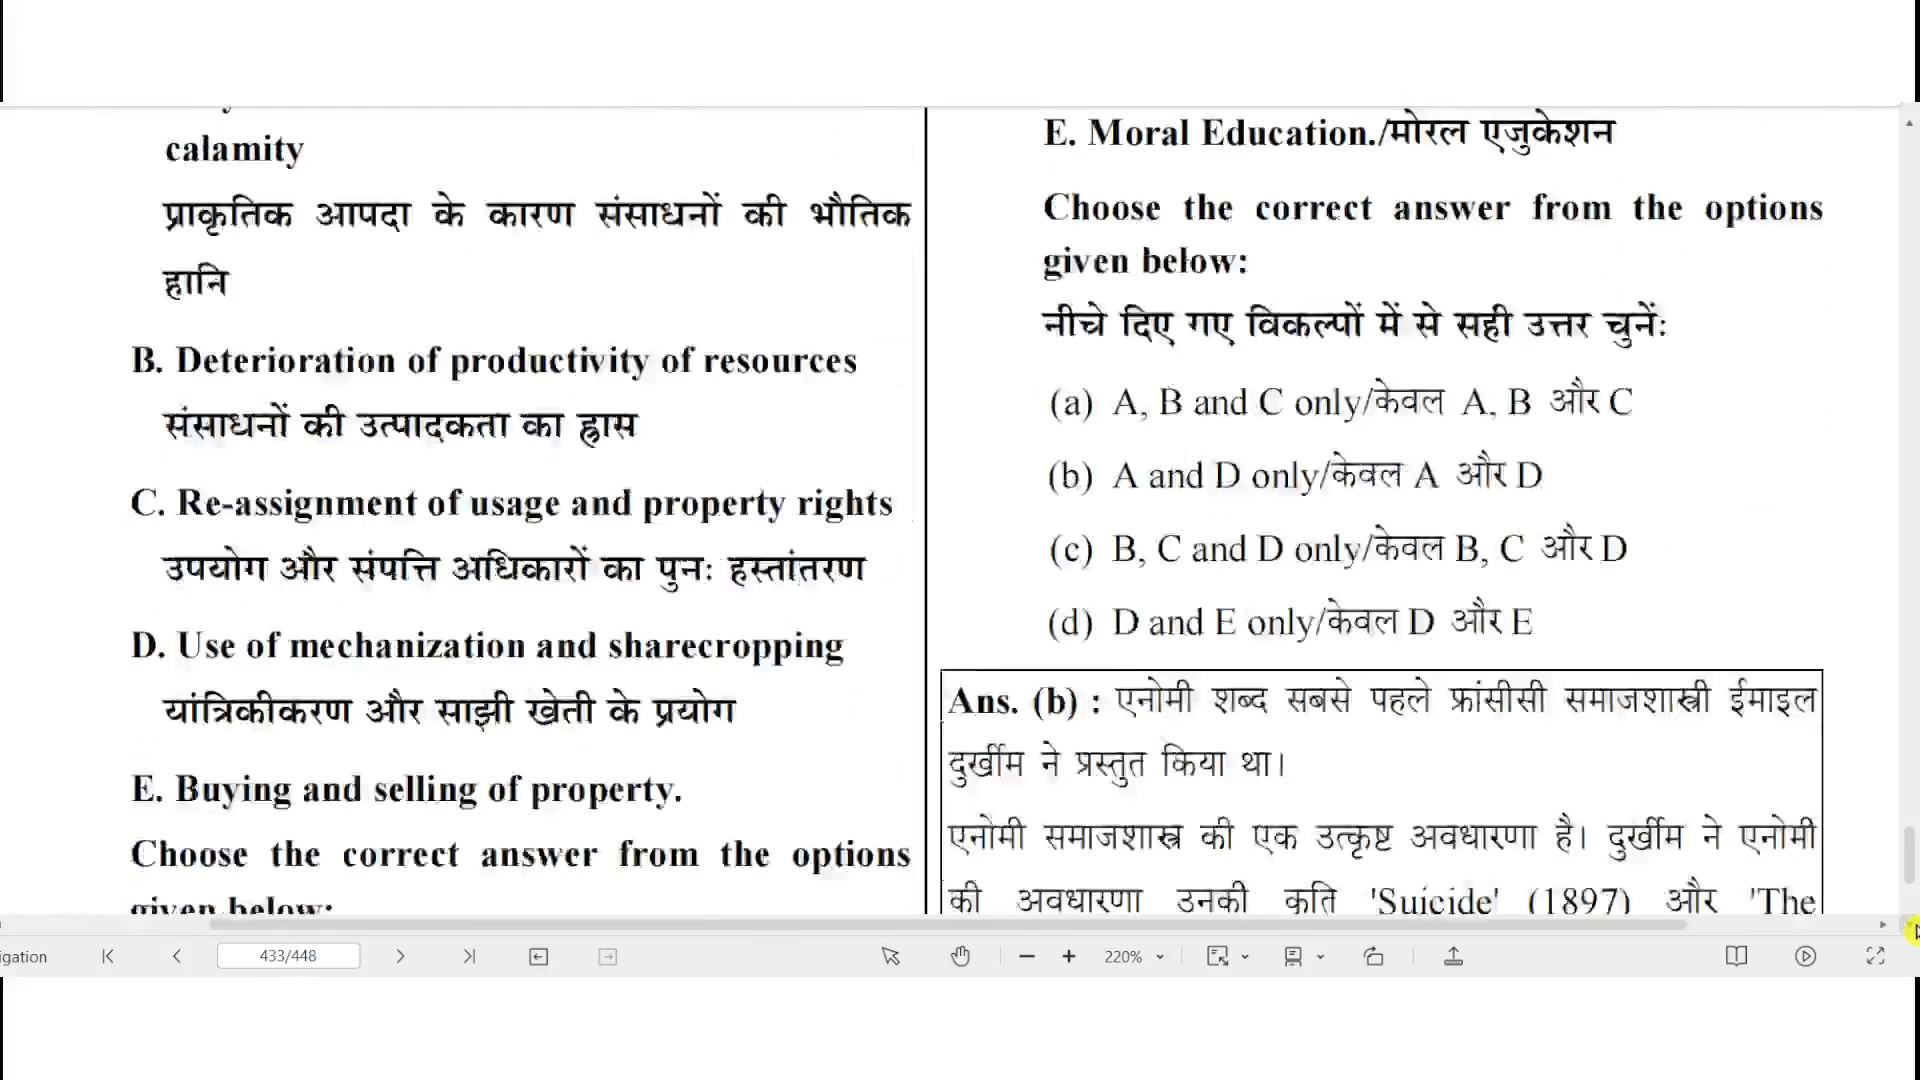 calamity
प्राकृतिक आपदा के कारण संसाधनों की भौतिक
हानि
B. Deterioration of productivity of resources
संसाधनों की उत्पादकता का ह्रास
C. Re-assignment of usage and property rights
उपयोग और संपत्ति अधिकारों का पुनः हस्तांतरण
D. Use of mechanization and sharecropping
यांत्रिकीकरण और साझी खेती के प्रयोग
E. Buying and selling of property.
Choose the correct answer from the options
given below:
E. Moral Education./मोरल एजुकेशन
Choose the correct answer from the options
given below:
नीचे दिए गए विकल्पों में से सही उत्तर चुनें:
(a) A, B and C only/केवल A, B और C
(b) A and D only/केवल A और D
(c) B, C and D only/केवल B, C और D
(d) D and E only/केवल D और E
Ans. (b) : एनोमी शब्द सबसे पहले फ्रांसीसी समाजशास्त्री ईमाइल
दुर्खीम ने प्रस्तुत किया था।
एनोमी समाजशास्त्र की एक उत्कृष्ट अवधारणा है। दुर्खीम ने एनोमी
की अवधारणा उनकी कृति 'Suicide' (1897) और 'The
igation
433/448
220%